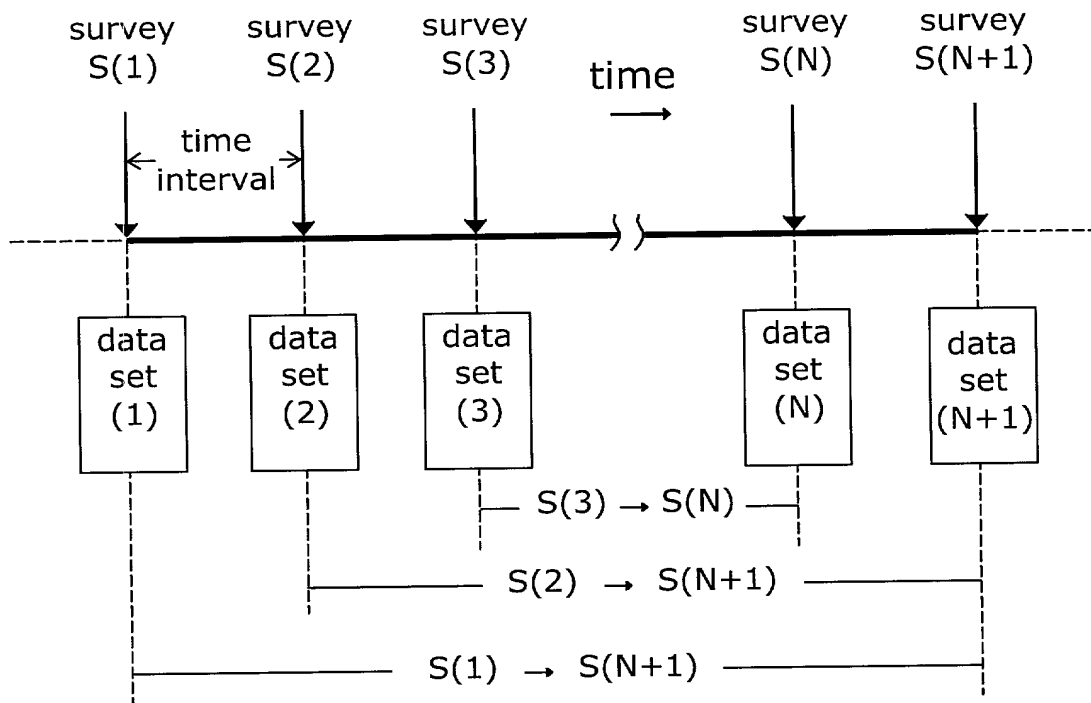 survey
S(1)
survey
S(2)
survey
S(3)
time
→
survey
S(N)
survey
S(N+1)
time
interval
data
set
(1)
data
set
(2)
data
set
(3)
data
set
(N)
data
set
(N+1)
S(3) → S(N)
S(2) → S(N+1)
S(1) → S(N+1)